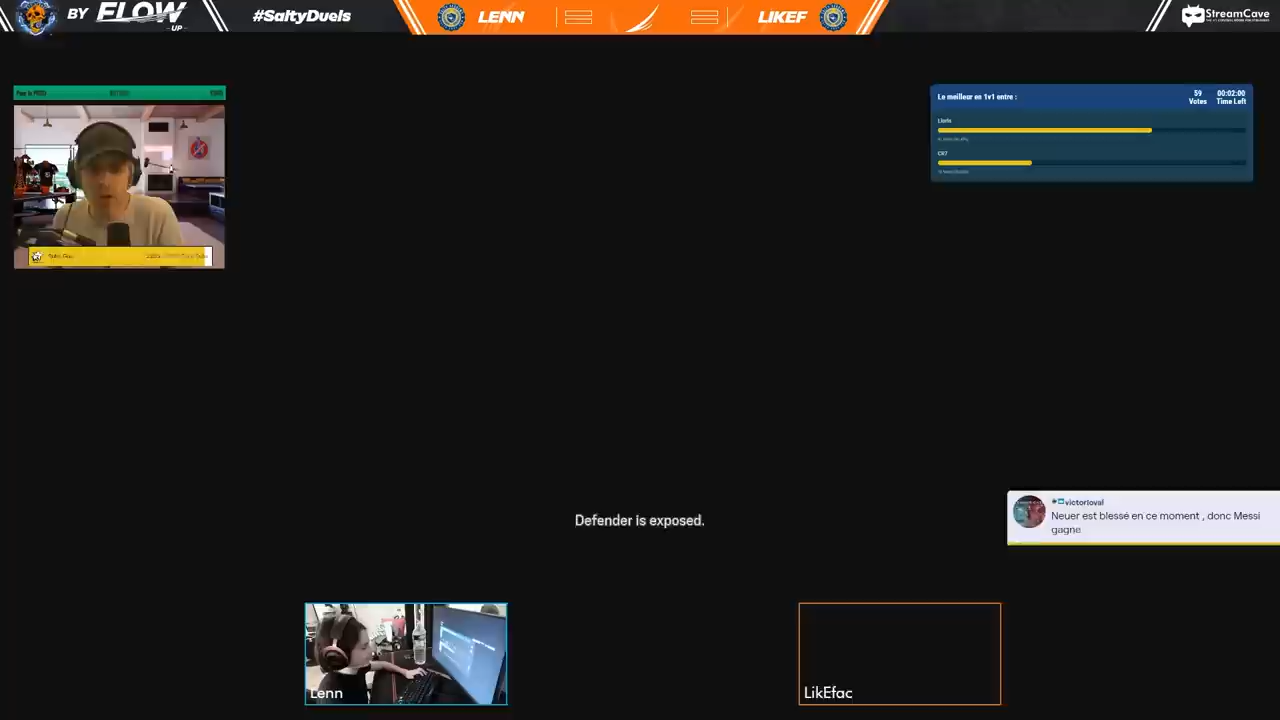 BY FLOW
-UP-
#SaltyDuels
LENN
LIKEF
StreamCave
Le meilleur en 1v1 entre :
59
Votes
00:02:00
Time Left
CR7
Defender is exposed.
victorloval
Neuer est blessé en ce moment , donc Messi
gagne
Lenn
LikEfac